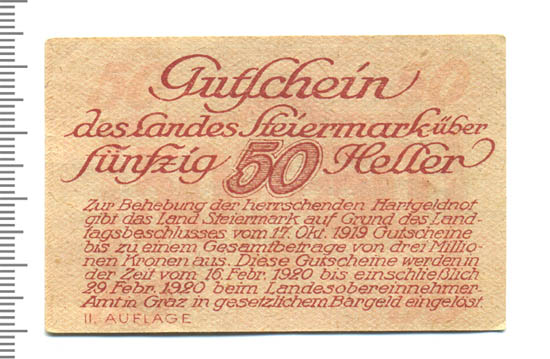 Gutschein
des Landes Steiermark über
fünfzig 50 Heller
Zur Behebung der herrschenden Hartgeldnot
gibt das Land Steiermark auf Grund des Land-
tagsbeschlusses vom 17. Okt. 1919 Gutscheine
bis zu einem Gesamtbetrage von drei Millio-
nen Kronen aus. Diese Gutscheine werden in
der Zeit vom 16. Febr. 1920 bis einschließlich
29. Febr. 1920 beim Landesobereinnehmer-
Amt in Graz in gesetzlichem Bargeld eingelöst.
II. AUFLAGE